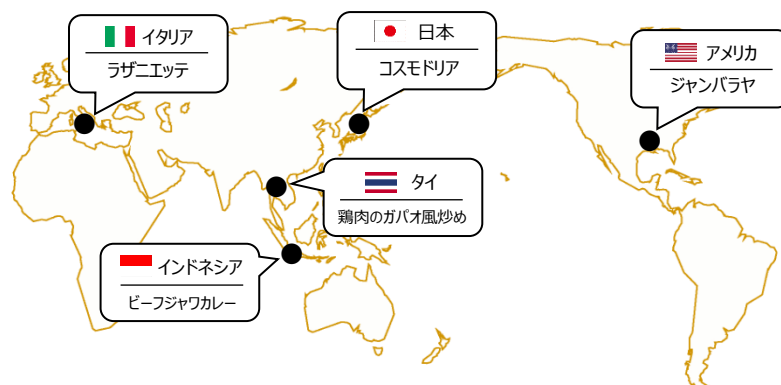 イタリア
ラザニエッテ
日本
コスモドリア
アメリカ
ジャンバラヤ
タイ
鶏肉のガパオ風炒め
インドネシア
ビーフジャワカレー